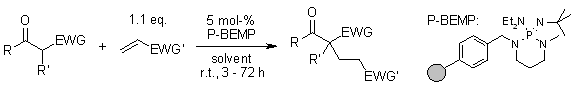 O
R
EWG
R'
+
1.1 eq.
EWG'
5 mol-%
P-BEMP
solvent
r.t., 3 - 72 h
O
R
EWG
R'
EWG'
P-BEMP:
Et₂N
N
P
N
N